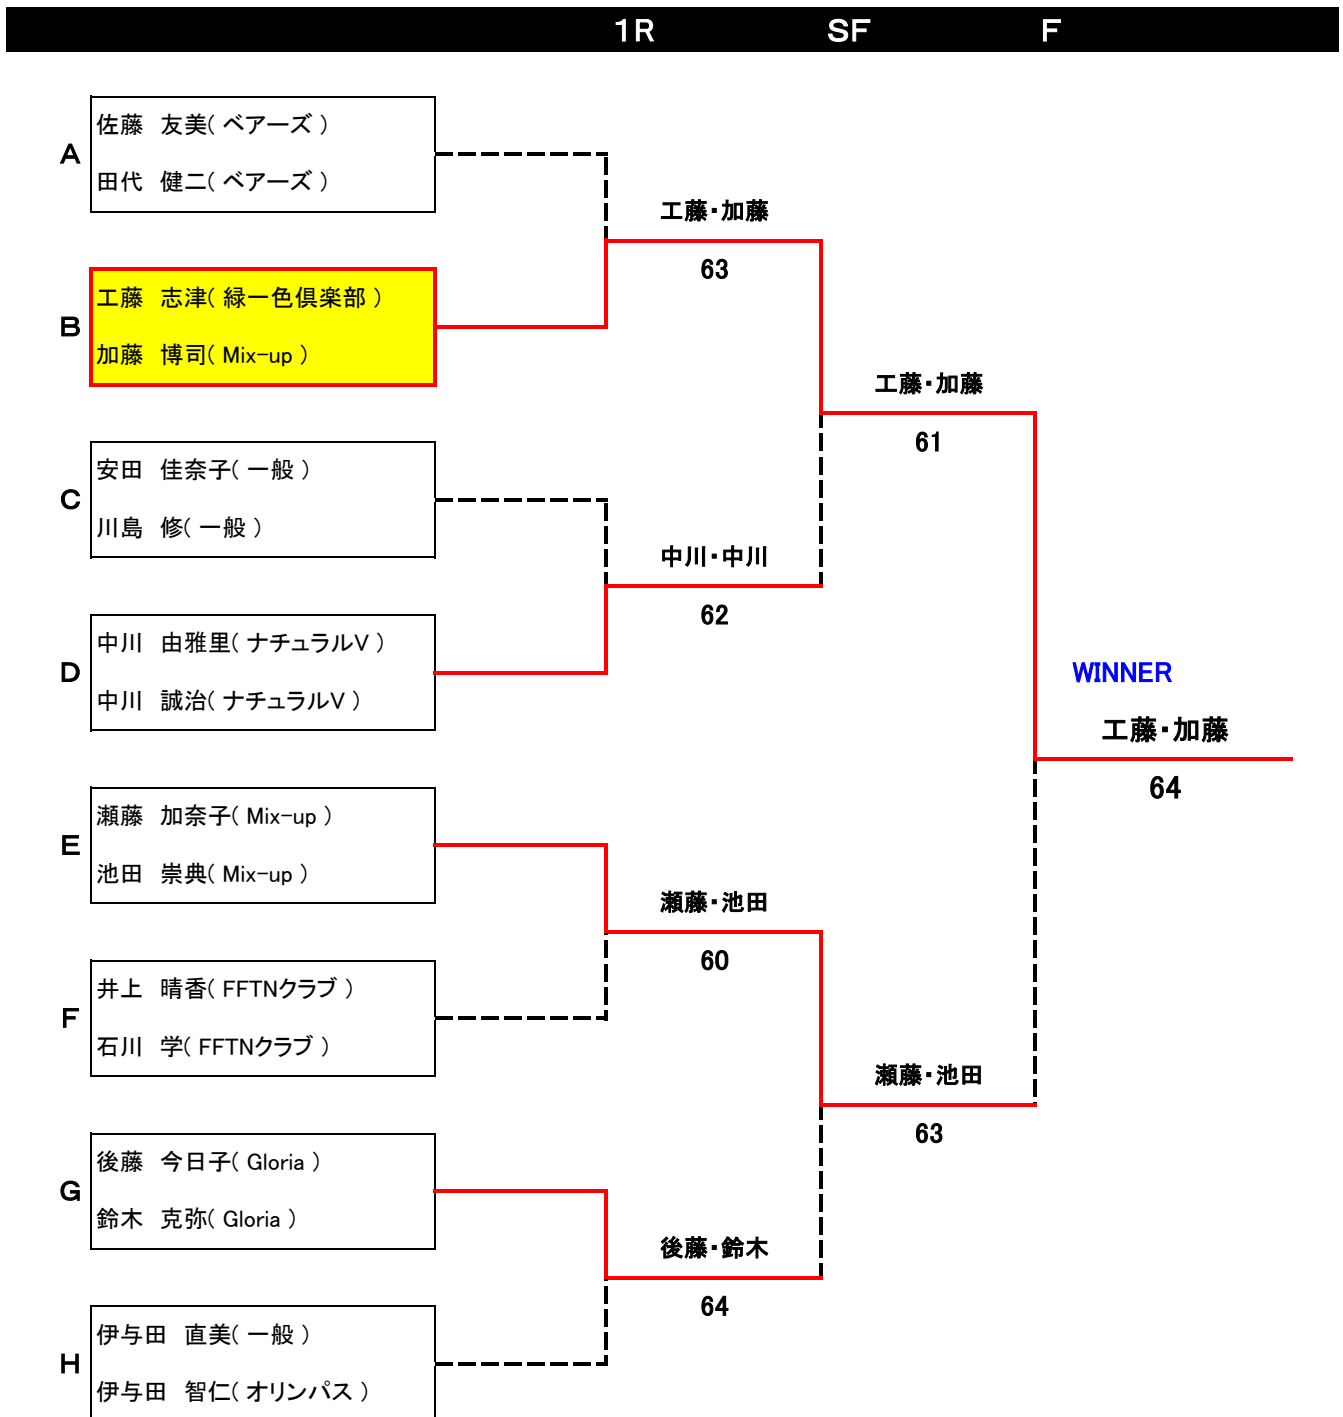 1R SF F
A
佐藤 友美( ベアーズ )
田代 健二( ベアーズ )
工藤・加藤
63
B
工藤 志津( 緑一色倶楽部 )
加藤 博司( Mix-up )
工藤・加藤
61
C
安田 佳奈子( 一般 )
川島 修( 一般 )
中川・中川
62
D
中川 由雅里( ナチュラルV )
中川 誠治( ナチュラルV )
WINNER
工藤・加藤
64
E
瀬藤 加奈子( Mix-up )
池田 崇典( Mix-up )
瀬藤・池田
60
F
井上 晴香( FFTNクラブ )
石川 学( FFTNクラブ )
瀬藤・池田
63
G
後藤 今日子( Gloria )
鈴木 克弥( Gloria )
後藤・鈴木
64
H
伊与田 直美( 一般 )
伊与田 智仁( オリンパス )